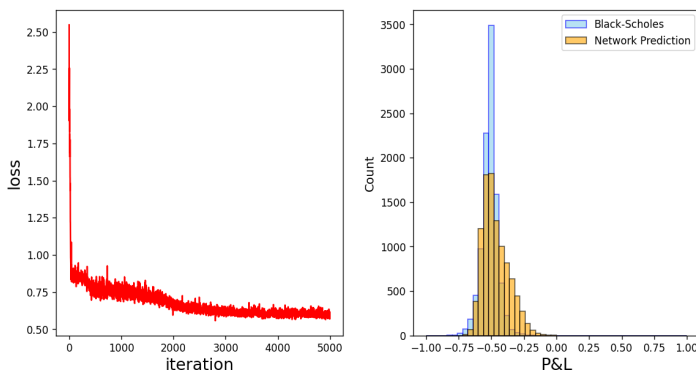 2.50
2.25
2.00
1.75
1.50
1.25
1.00
0.75
0.50
loss
0 1000 2000 3000 4000 5000
iteration
3500
3000
2500
2000
1500
1000
500
0
Count
Black-Scholes
Network Prediction
−1.00 −0.75 −0.50 −0.25 0.00 0.25 0.50 0.75 1.00
P&L